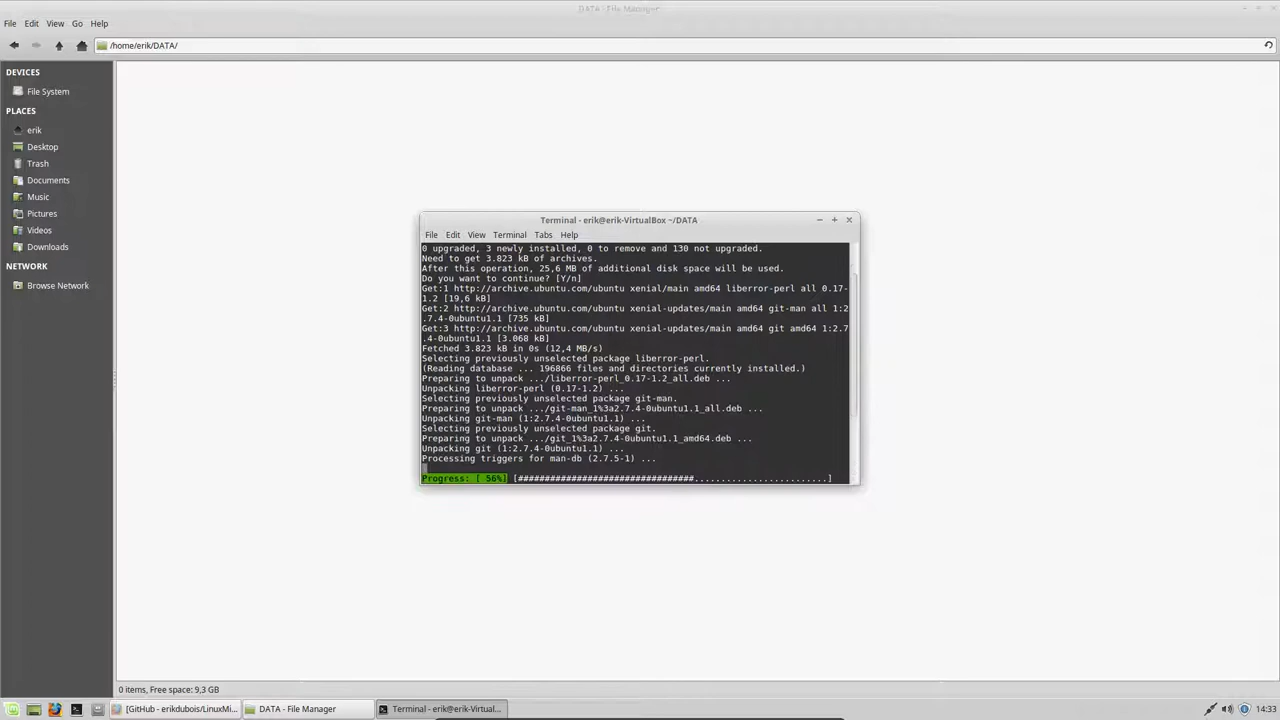 DATA - File Manager
File Edit View Go Help
/home/erik/DATA/
DEVICES
File System
PLACES
erik
Desktop
Trash
Documents
Music
Pictures
Videos
Downloads
NETWORK
Browse Network
Terminal - erik@erik-VirtualBox ~/DATA
File Edit View Terminal Tabs Help
0 upgraded, 3 newly installed, 0 to remove and 130 not upgraded.
Need to get 3.823 kB of archives.
After this operation, 25,6 MB of additional disk space will be used.
Do you want to continue? [Y/n]
Get:1 http://archive.ubuntu.com/ubuntu xenial/main amd64 liberror-perl all 0.17-
1.2 [19,6 kB]
Get:2 http://archive.ubuntu.com/ubuntu xenial-updates/main amd64 git-man all 1:2
.7.4-0ubuntu1.1 [735 kB]
Get:3 http://archive.ubuntu.com/ubuntu xenial-updates/main amd64 git amd64 1:2.7
.4-0ubuntu1.1 [3.068 kB]
Fetched 3.823 kB in 0s (12,4 MB/s)
Selecting previously unselected package liberror-perl.
(Reading database ... 196866 files and directories currently installed.)
Preparing to unpack .../liberror-perl_0.17-1.2_all.deb ...
Unpacking liberror-perl (0.17-1.2) ...
Selecting previously unselected package git-man.
Preparing to unpack .../git-man_1%3a2.7.4-0ubuntu1.1_all.deb ...
Unpacking git-man (1:2.7.4-0ubuntu1.1) ...
Selecting previously unselected package git.
Preparing to unpack .../git_1%3a2.7.4-0ubuntu1.1_amd64.deb ...
Unpacking git (1:2.7.4-0ubuntu1.1) ...
Processing triggers for man-db (2.7.5-1) ...
Progress: [ 56%] [#################################.........................]
0 items, Free space: 9,3 GB
[GitHub - erikdubois/LinuxMi... DATA - File Manager Terminal - erik@erik-Virtual... 14:33